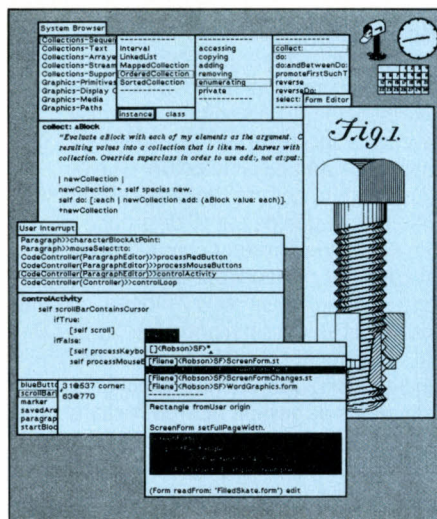 System Browser
Collections-Text
Collections-Arraye
Collections-Stream
Collections-Suppor
Graphics-Primitives
Graphics-Display
Graphics-Media
Graphics-Paths
Interval
LinkedList
MappedCollection
OrderedCollection
SortedCollection
instance class
accessing
copying
adding
removing
enumerating
private
collect:
do:
do:andBetweenDo:
promoteFirstSuchT
reverse
reverseDo:
select:
Form Editor
Fig.1.
collect: aBlock
"Evaluate aBlock with each of my elements as the argument. C
resulting values into a collection that is like me. Answer with
collection. Override superclass in order to use add:, not at:put:.
| newCollection |
newCollection ← self species new.
self do: [:each | newCollection add: (aBlock value: each)].
↑newCollection
User Interrupt
Paragraph>>characterBlockAtPoint:
Paragraph>>mouseSelect:to:
CodeController(ParagraphEditor)>>processRedButton
CodeController(ParagraphEditor)>>processMouseButtons
CodeController(ParagraphEditor)>>controlActivity
CodeController(Controller)>>controlLoop
controlActivity
self scrollBarContainsCursor
ifTrue:
[self scroll]
ifFalse:
[self processKeybo
self processMouseB
blueButt
scrollBar
marker
savedAre
paragrap
startBloc
31@537 corner:
630@770
[]<Robson>SF>*
[Filene]<Robson>SF>ScreenForm.st
[Filene]<Robson>SF>ScreenFormChanges.st
[Filene]<Robson>SF>WordGraphics.form
Rectangle fromUser origin
ScreenForm setFullPageWidth.
(Form readFrom: 'FilledSkate.form') edit